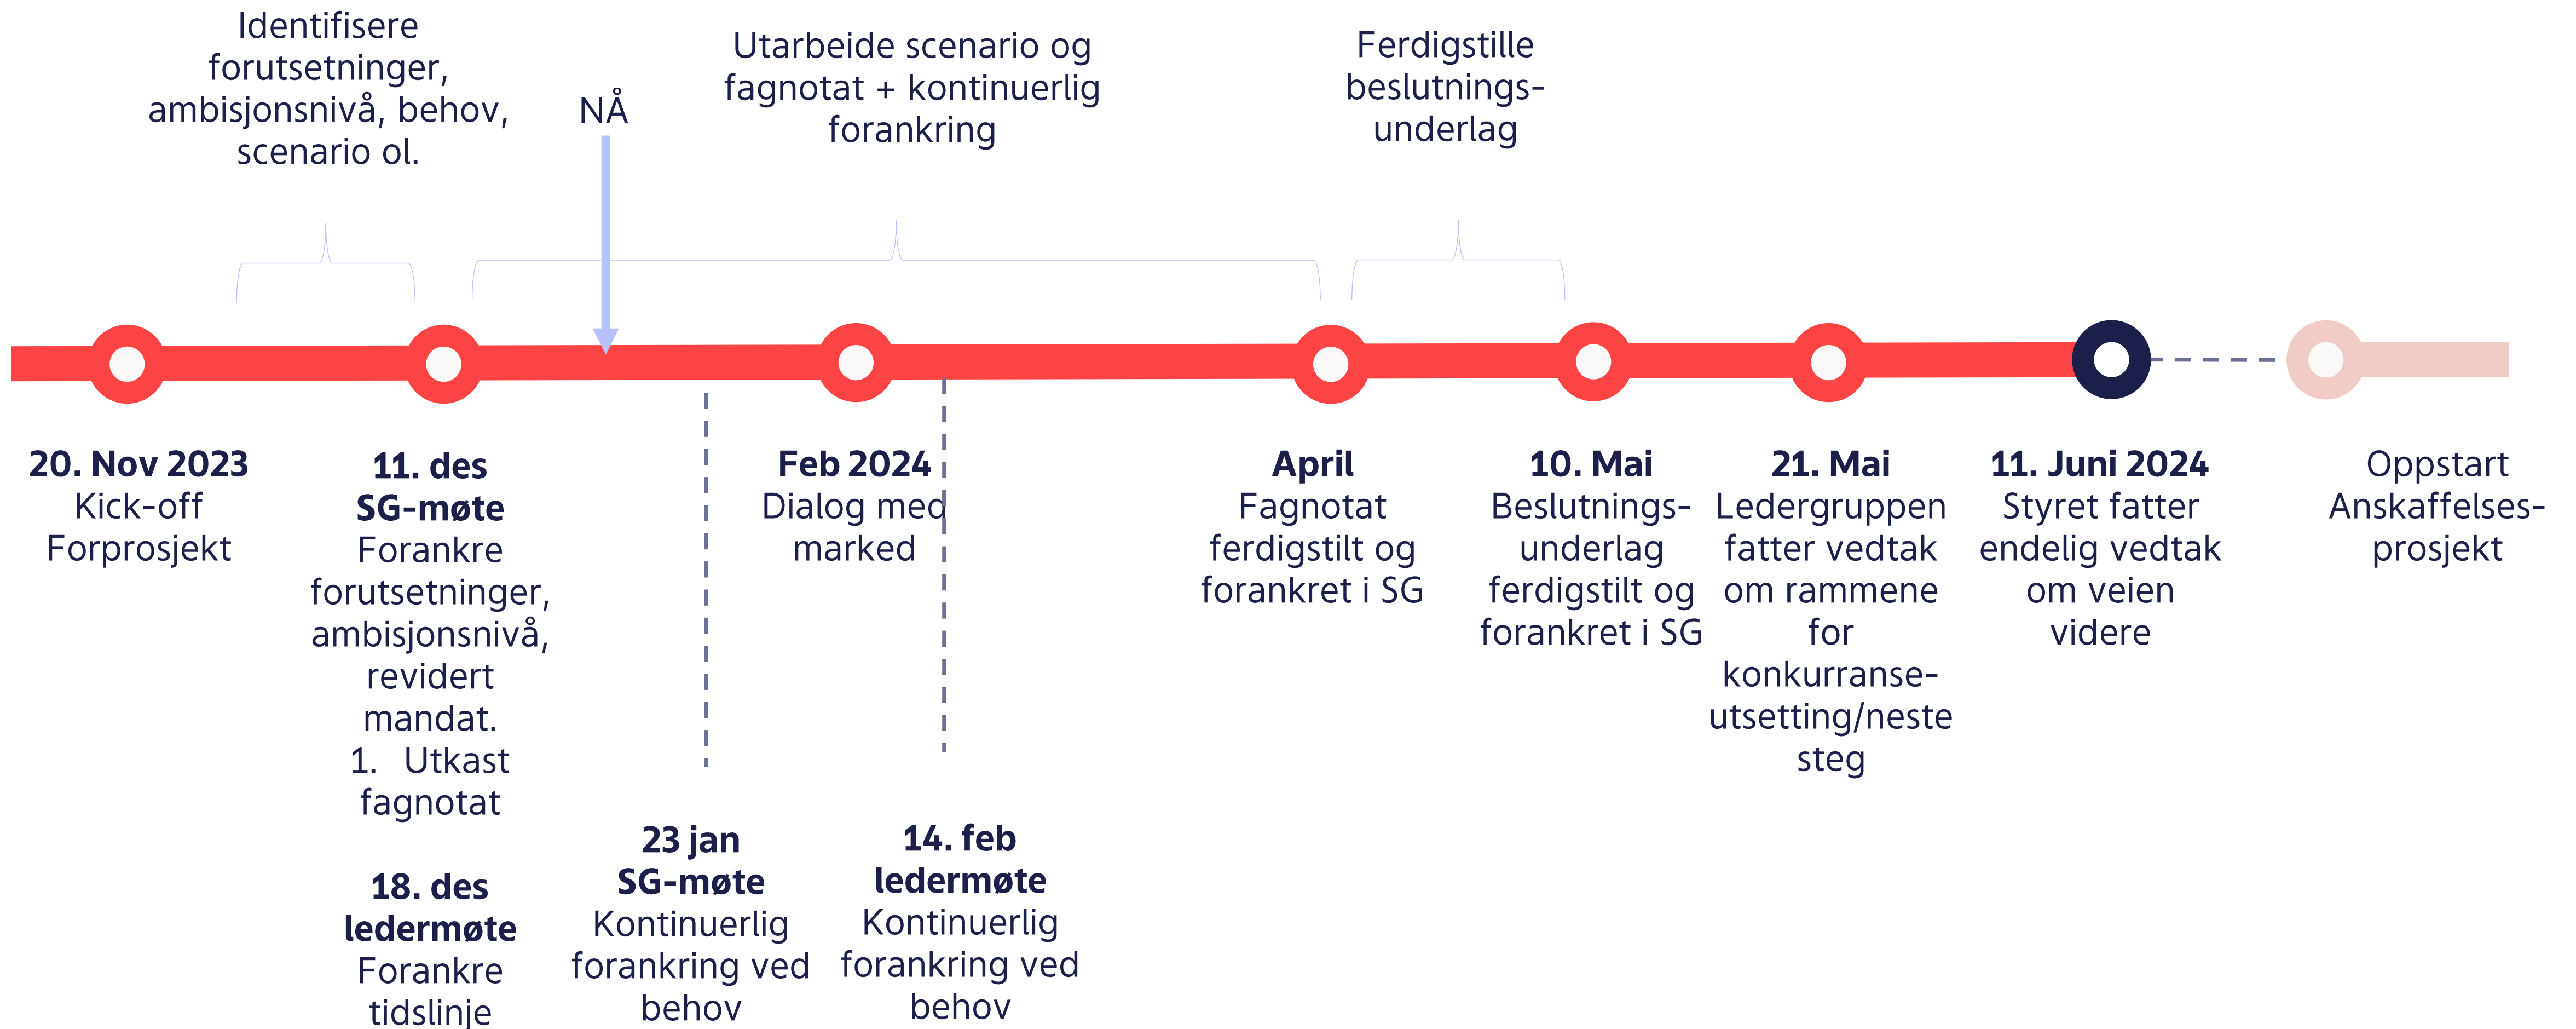 Identifisere
forutsetninger,
ambisjonsnivå, behov,
scenario ol.
NÅ
Utarbeide scenario og
fagnotat + kontinuerlig
forankring
Ferdigstille
beslutnings-
underlag
20. Nov 2023
Kick-off
Forprosjekt
11. des
SG-møte
Forankre
forutsetninger,
ambisjonsnivå,
revidert
mandat.
1. Utkast
fagnotat
18. des
ledermøte
Forankre
tidslinje
23 jan
SG-møte
Kontinuerlig
forankring ved
behov
Feb 2024
Dialog med
marked
14. feb
ledermøte
Kontinuerlig
forankring ved
behov
April
Fagnotat
ferdigstilt og
forankret i SG
10. Mai
Beslutnings-
underlag
ferdigstilt og
forankret i SG
21. Mai
Ledergruppen
fatter vedtak
om rammene
for
konkurranse-
utsetting/neste
steg
11. Juni 2024
Styret fatter
endelig vedtak
om veien
videre
Oppstart
Anskaffelses-
prosjekt